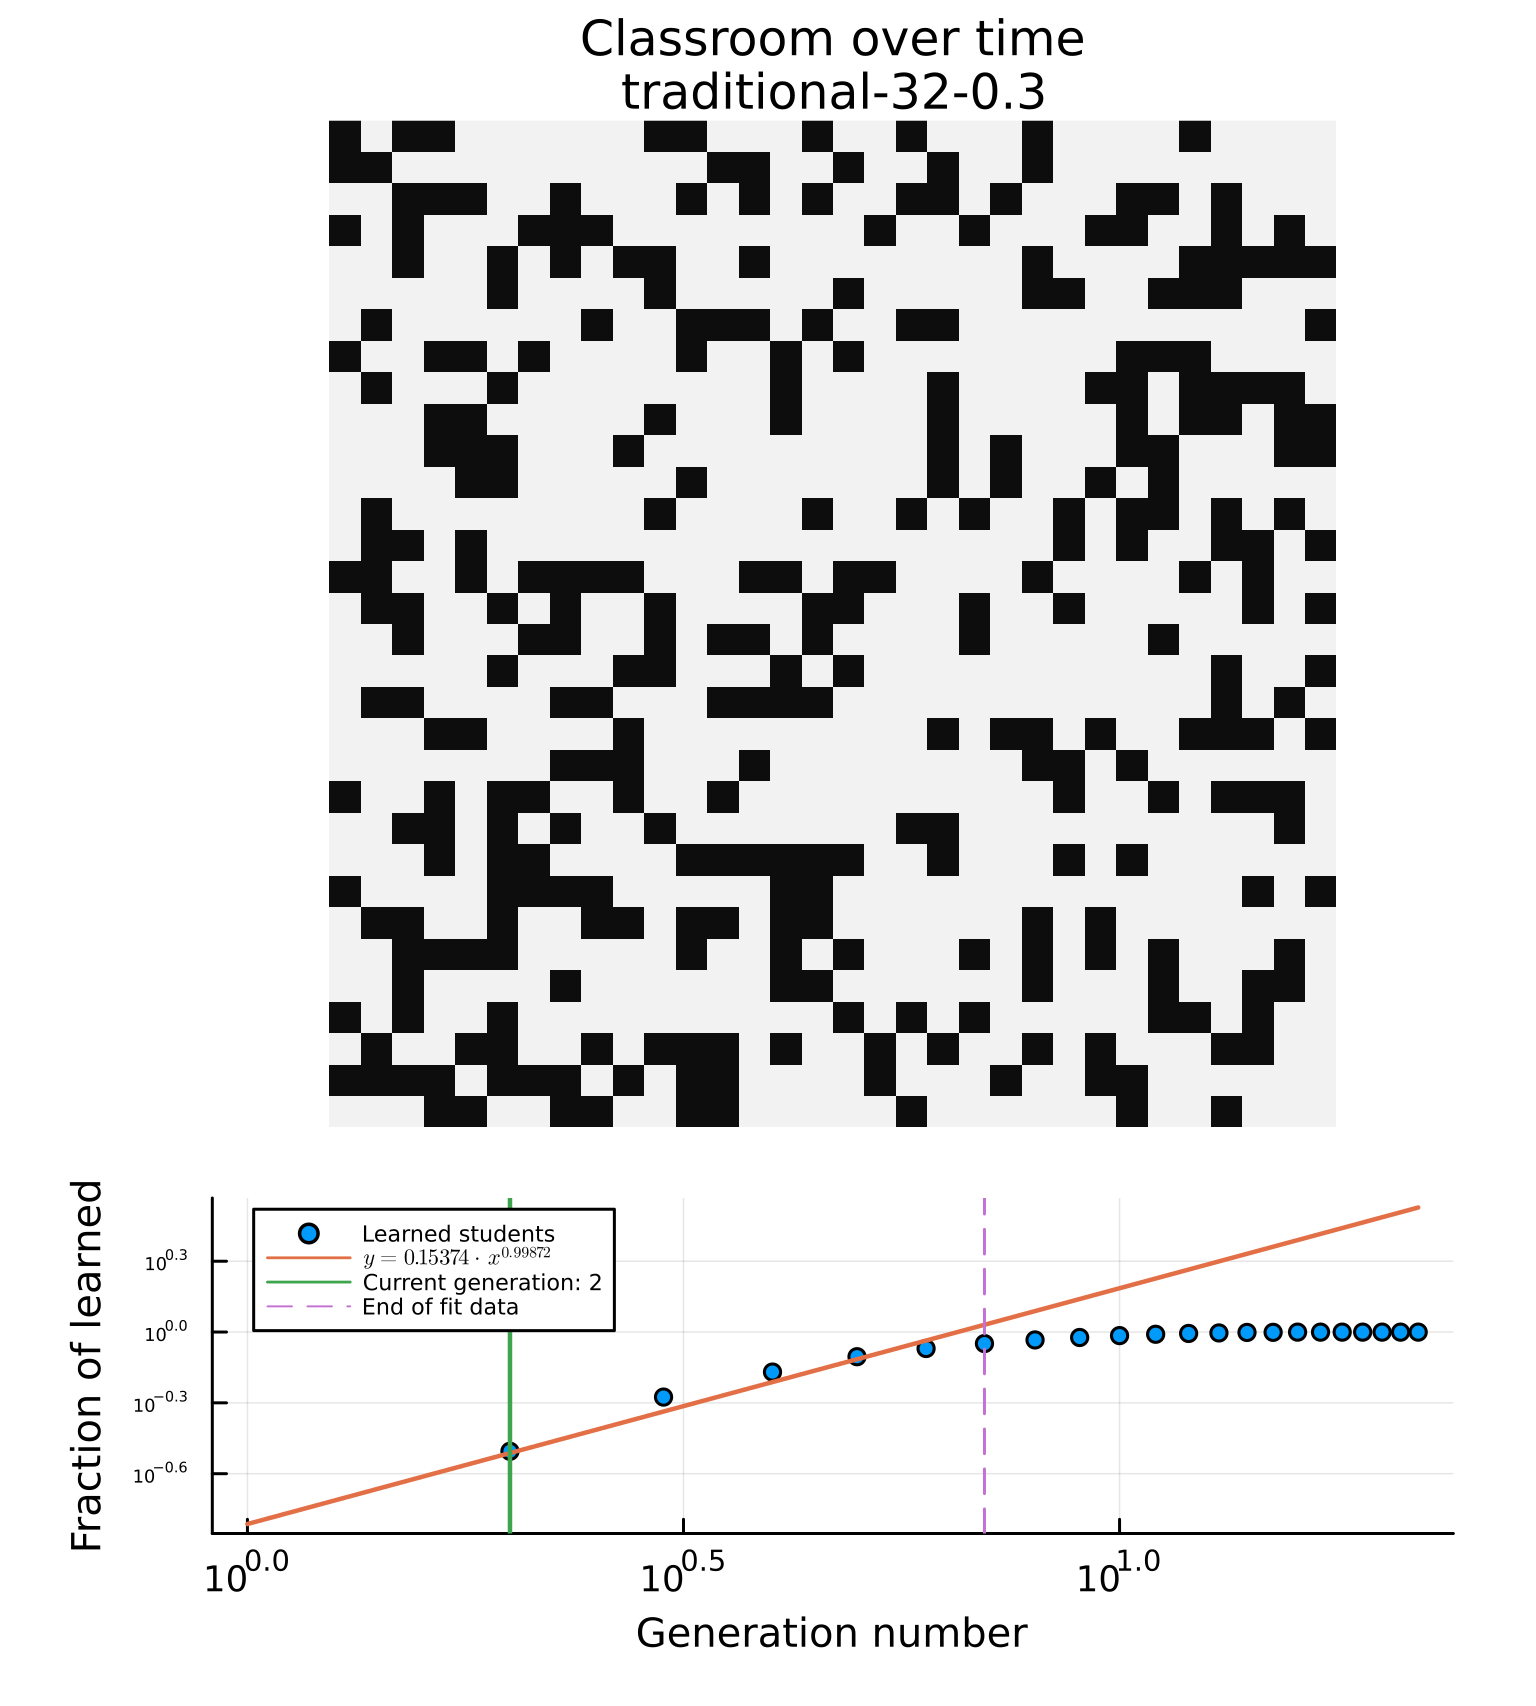 Classroom over time
traditional-32-0.3
Fraction of learned
10^0.3
10^0.0
10^−0.3
10^−0.6
Learned students
y = 0.15374 · x^0.99872
Current generation: 2
End of fit data
10^0.0 10^0.5 10^1.0
Generation number